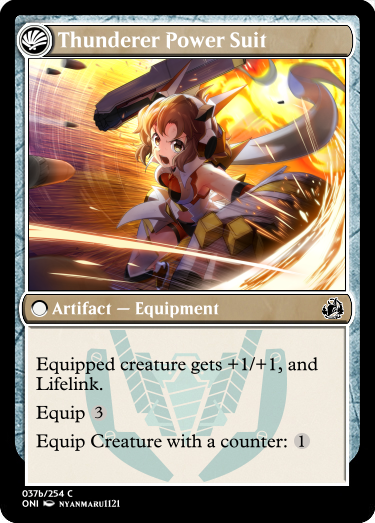 Thunderer Power Suit
Artifact — Equipment
Equipped creature gets +1/+1, and
Lifelink.
Equip 3
Equip Creature with a counter: 1
037b/254 C
ONI NYANMARU1121